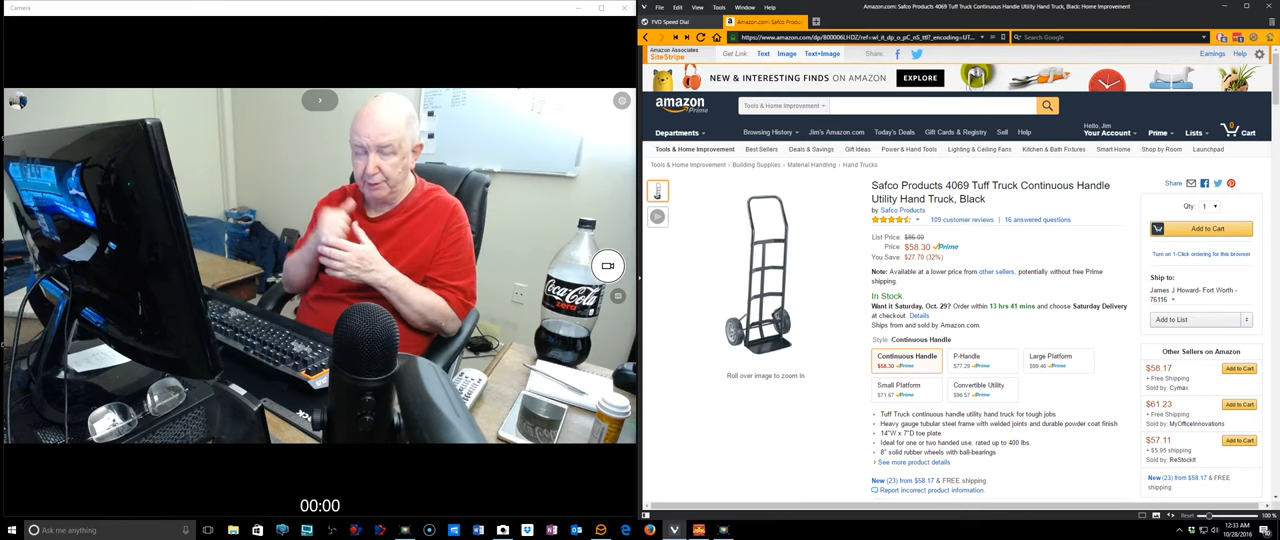 Camera
Coca-Cola
zero
00:00
File Edit View Tools Window Help
Amazon.com: Safco Products 4069 Tuff Truck Continuous Handle Utility Hand Truck, Black: Home Improvement
FVD Speed Dial
Amazon.com: Safco Produc
https://www.amazon.com/dp/B00006LHDZ/ref=wl_it_dp_o_pC_nS_ttl?_encoding=UT...
Search Google
Amazon Associates
SiteStripe
Get Link: Text Image Text+Image
Share:
Earnings Help
NEW & INTERESTING FINDS ON AMAZON EXPLORE
amazon
Prime
Tools & Home Improvement
Departments
Browsing History Jim's Amazon.com Today's Deals Gift Cards & Registry Sell Help
Hello, Jim
Your Account Prime Lists 0 Cart
Tools & Home Improvement Best Sellers Deals & Savings Gift Ideas Power & Hand Tools Lighting & Ceiling Fans Kitchen & Bath Fixtures Smart Home Shop by Room Launchpad
Tools & Home Improvement › Building Supplies › Material Handling › Hand Trucks
Roll over image to zoom in
Safco Products 4069 Tuff Truck Continuous Handle
Utility Hand Truck, Black
by Safco Products
109 customer reviews | 16 answered questions
List Price: $86.00
Price: $58.30 Prime
You Save: $27.70 (32%)
Note: Available at a lower price from other sellers, potentially without free Prime
shipping.
In Stock.
Want it Saturday, Oct. 29? Order within 13 hrs 41 mins and choose Saturday Delivery
at checkout. Details
Ships from and sold by Amazon.com.
Style: Continuous Handle
Continuous Handle
$58.30 Prime
P-Handle
$77.29 Prime
Large Platform
$99.46 Prime
Small Platform
$71.67 Prime
Convertible Utility
$96.57 Prime
• Tuff Truck continuous handle utility hand truck for tough jobs
• Heavy gauge tubular steel frame with welded joints and durable powder coat finish
• 14"W x 7"D toe plate
• Ideal for one or two handed use, rated up to 400 lbs.
• 8" solid rubber wheels with ball-bearings
› See more product details
New (23) from $58.17 & FREE shipping.
Report incorrect product information.
Share
Qty: 1
Add to Cart
Turn on 1-Click ordering for this browser
Ship to:
James J Howard- Fort Worth -
76116
Add to List
Other Sellers on Amazon
$58.17
+ Free Shipping
Sold by: Cymax
Add to Cart
$61.23
+ Free Shipping
Sold by: MyOfficeInnovations
Add to Cart
$57.11
+ $5.95 shipping
Sold by: ReStockIt
Add to Cart
New (23) from $58.17 & FREE
shipping.
Reset 100 %
Ask me anything
12:33 AM
10/28/2016